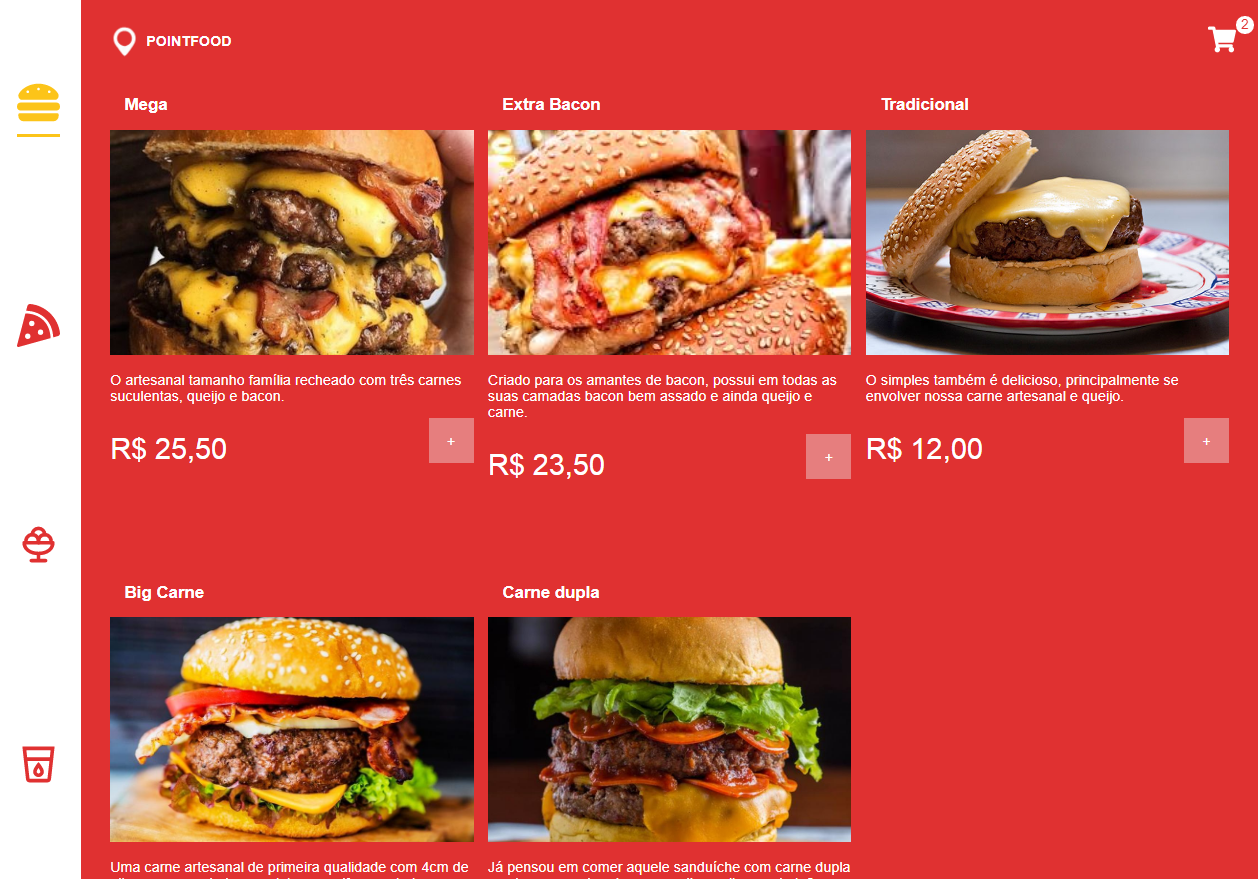 POINTFOOD
2
Mega
Extra Bacon
Tradicional
O artesanal tamanho família recheado com três carnes
suculentas, queijo e bacon.
R$ 25,50
+
Criado para os amantes de bacon, possui em todas as
suas camadas bacon bem assado e ainda queijo e
carne.
R$ 23,50
+
O simples também é delicioso, principalmente se
envolver nossa carne artesanal e queijo.
R$ 12,00
+
Big Carne
Carne dupla
Uma carne artesanal de primeira qualidade com 4cm de
Já pensou em comer aquele sanduíche com carne dupla